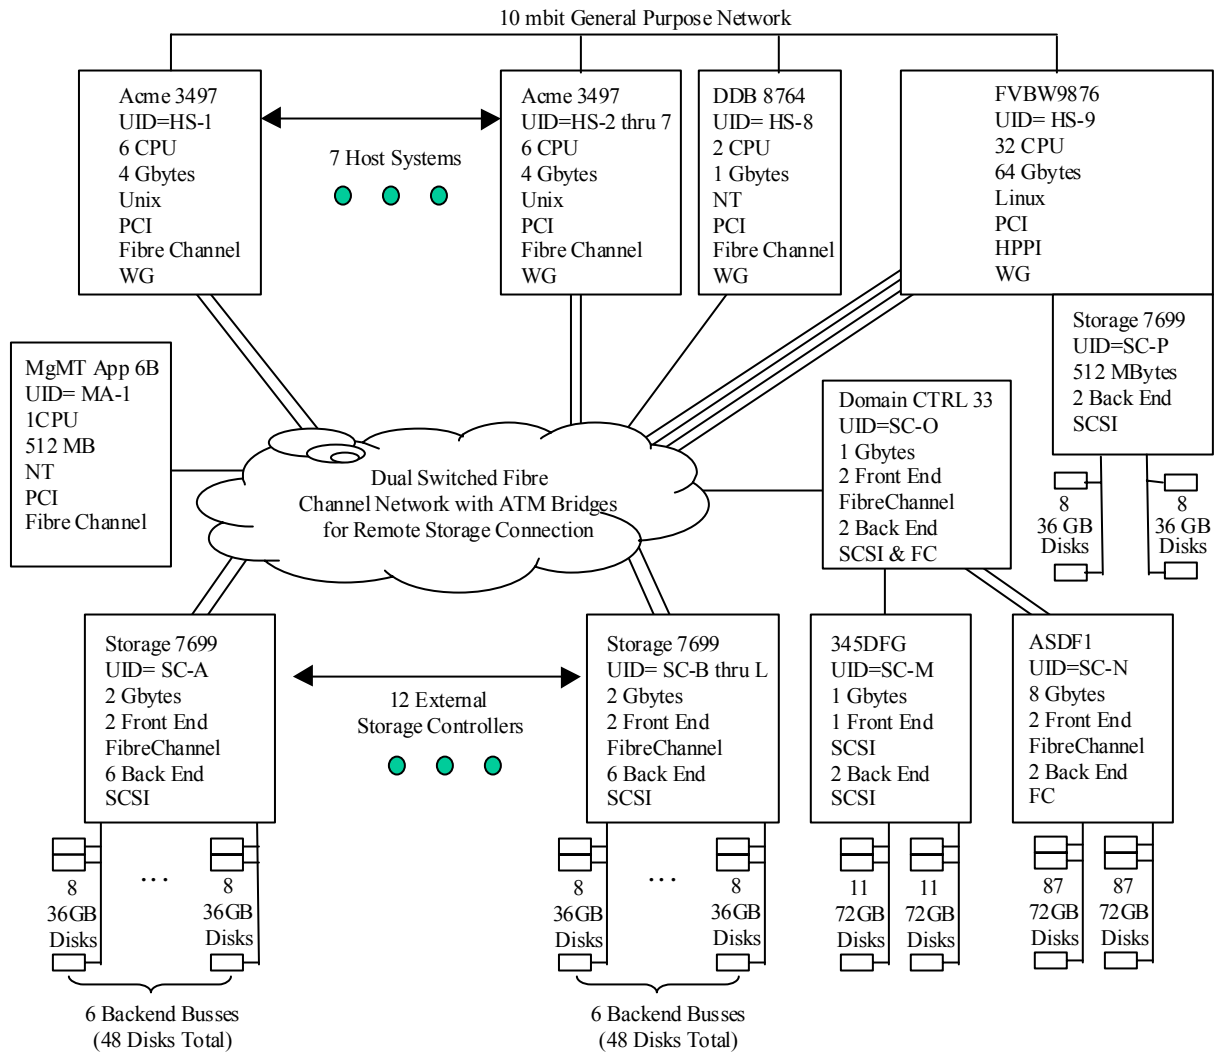 10 mbit General Purpose Network
Acme 3497
UID=HS-1
6 CPU
4 Gbytes
Unix
PCI
Fibre Channel
WG
7 Host Systems
Acme 3497
UID=HS-2 thru 7
6 CPU
4 Gbytes
Unix
PCI
Fibre Channel
WG
DDB 8764
UID= HS-8
2 CPU
1 Gbytes
NT
PCI
Fibre Channel
WG
FVBW9876
UID= HS-9
32 CPU
64 Gbytes
Linux
PCI
HPPI
WG
Storage 7699
UID=SC-P
512 MBytes
2 Back End
SCSI
8
36 GB
Disks
8
36 GB
Disks
MgMT App 6B
UID= MA-1
1CPU
512 MB
NT
PCI
Fibre Channel
Dual Switched Fibre
Channel Network with ATM Bridges
for Remote Storage Connection
Domain CTRL 33
UID=SC-O
1 Gbytes
2 Front End
FibreChannel
2 Back End
SCSI & FC
Storage 7699
UID= SC-A
2 Gbytes
2 Front End
FibreChannel
6 Back End
SCSI
12 External
Storage Controllers
Storage 7699
UID= SC-B thru L
2 Gbytes
2 Front End
FibreChannel
6 Back End
SCSI
345DFG
UID=SC-M
1 Gbytes
1 Front End
SCSI
2 Back End
SCSI
ASDF1
UID=SC-N
8 Gbytes
2 Front End
FibreChannel
2 Back End
FC
8
36GB
Disks
...
8
36GB
Disks
6 Backend Busses
(48 Disks Total)
8
36GB
Disks
...
8
36GB
Disks
6 Backend Busses
(48 Disks Total)
11
72GB
Disks
11
72GB
Disks
87
72GB
Disks
87
72GB
Disks